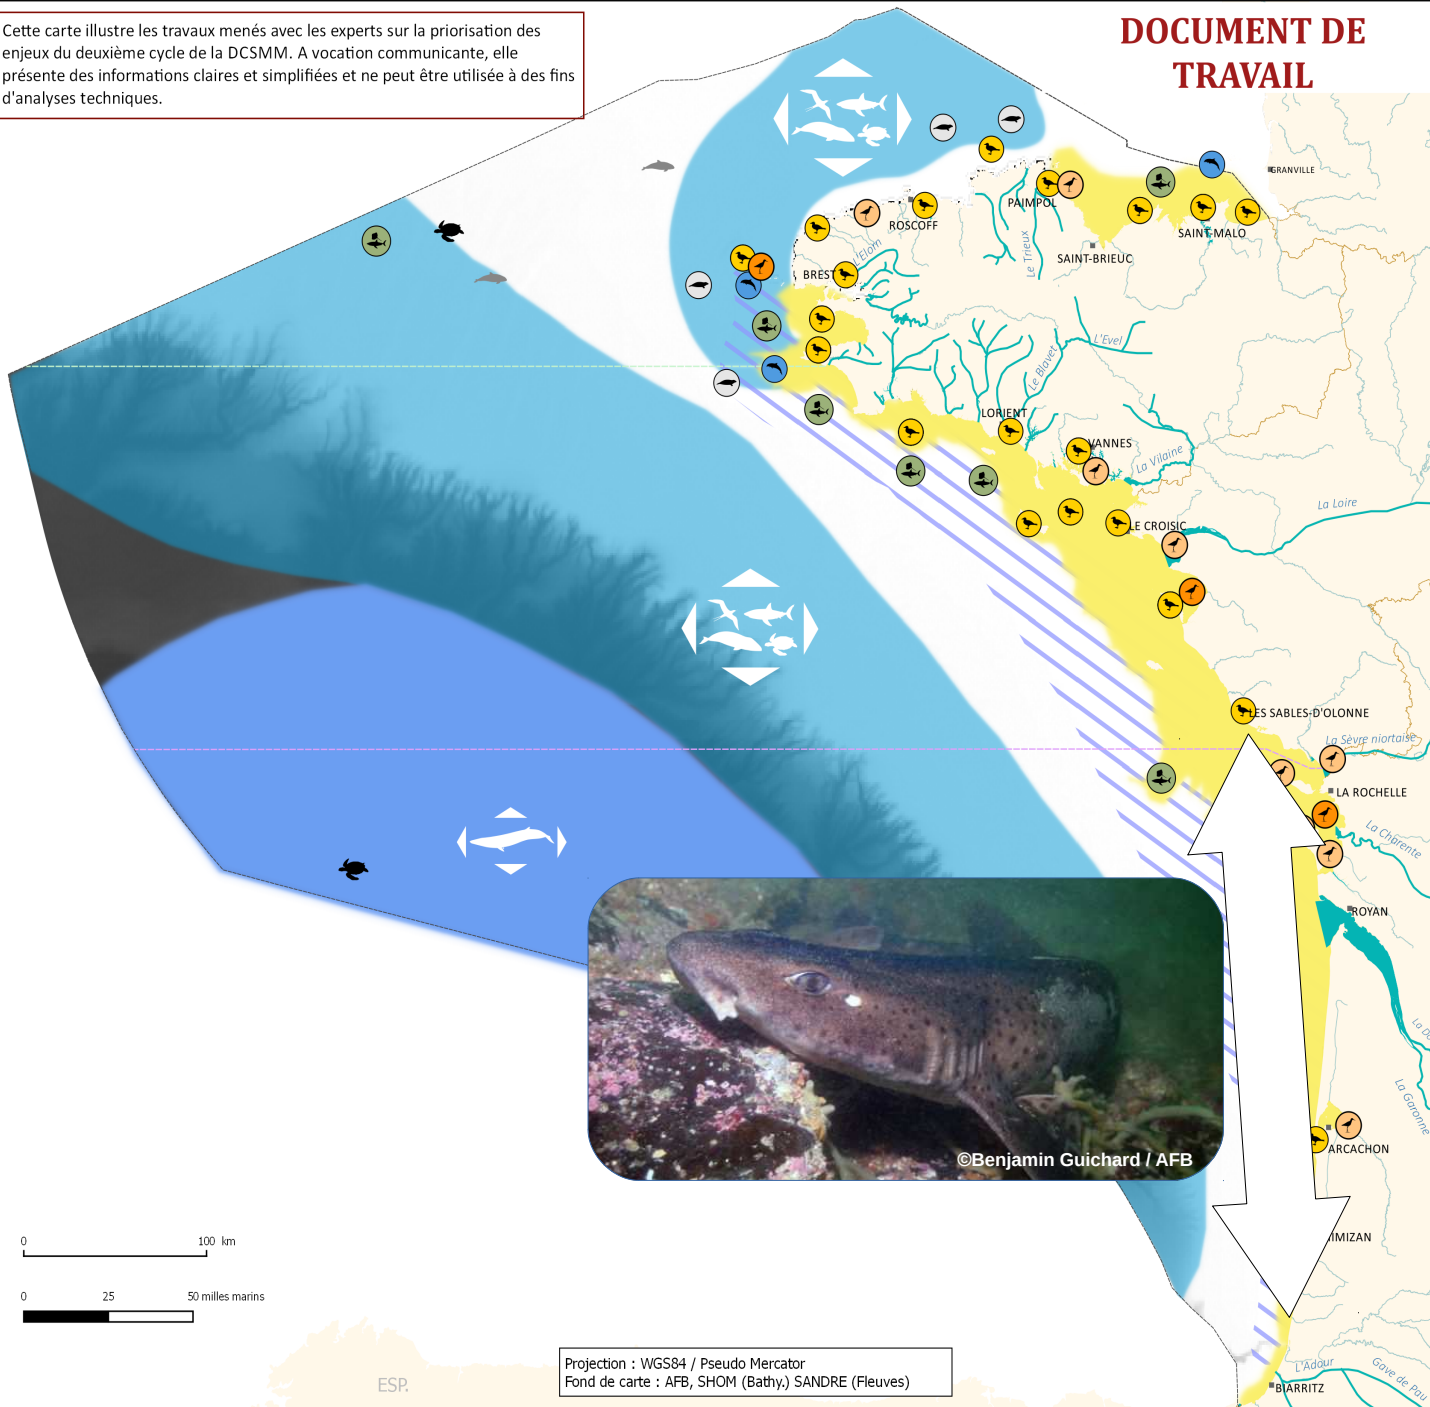 Cette carte illustre les travaux menés avec les experts sur la priorisation des
enjeux du deuxième cycle de la DCSMM. A vocation communicante, elle
présente des informations claires et simplifiées et ne peut être utilisée à des fins
d'analyses techniques.
DOCUMENT DE
TRAVAIL
GRANVILLE
PAIMPOL
ROSCOFF
SAINT-MALO
Le Trieux
SAINT-BRIEUC
L'Elorn
BREST
L'Evel
Le Blavet
LORIENT
VANNES
La Vilaine
La Loire
LE CROISIC
LES SABLES-D'OLONNE
La Sèvre niortaise
LA ROCHELLE
La Charente
ROYAN
La Garonne
ARCACHON
IMIZAN
©Benjamin Guichard / AFB
0 100 km
0 25 50 milles marins
ESP.
Projection : WGS84 / Pseudo Mercator
Fond de carte : AFB, SHOM (Bathy.) SANDRE (Fleuves)
L'Adour
Gave de Pau
BIARRITZ